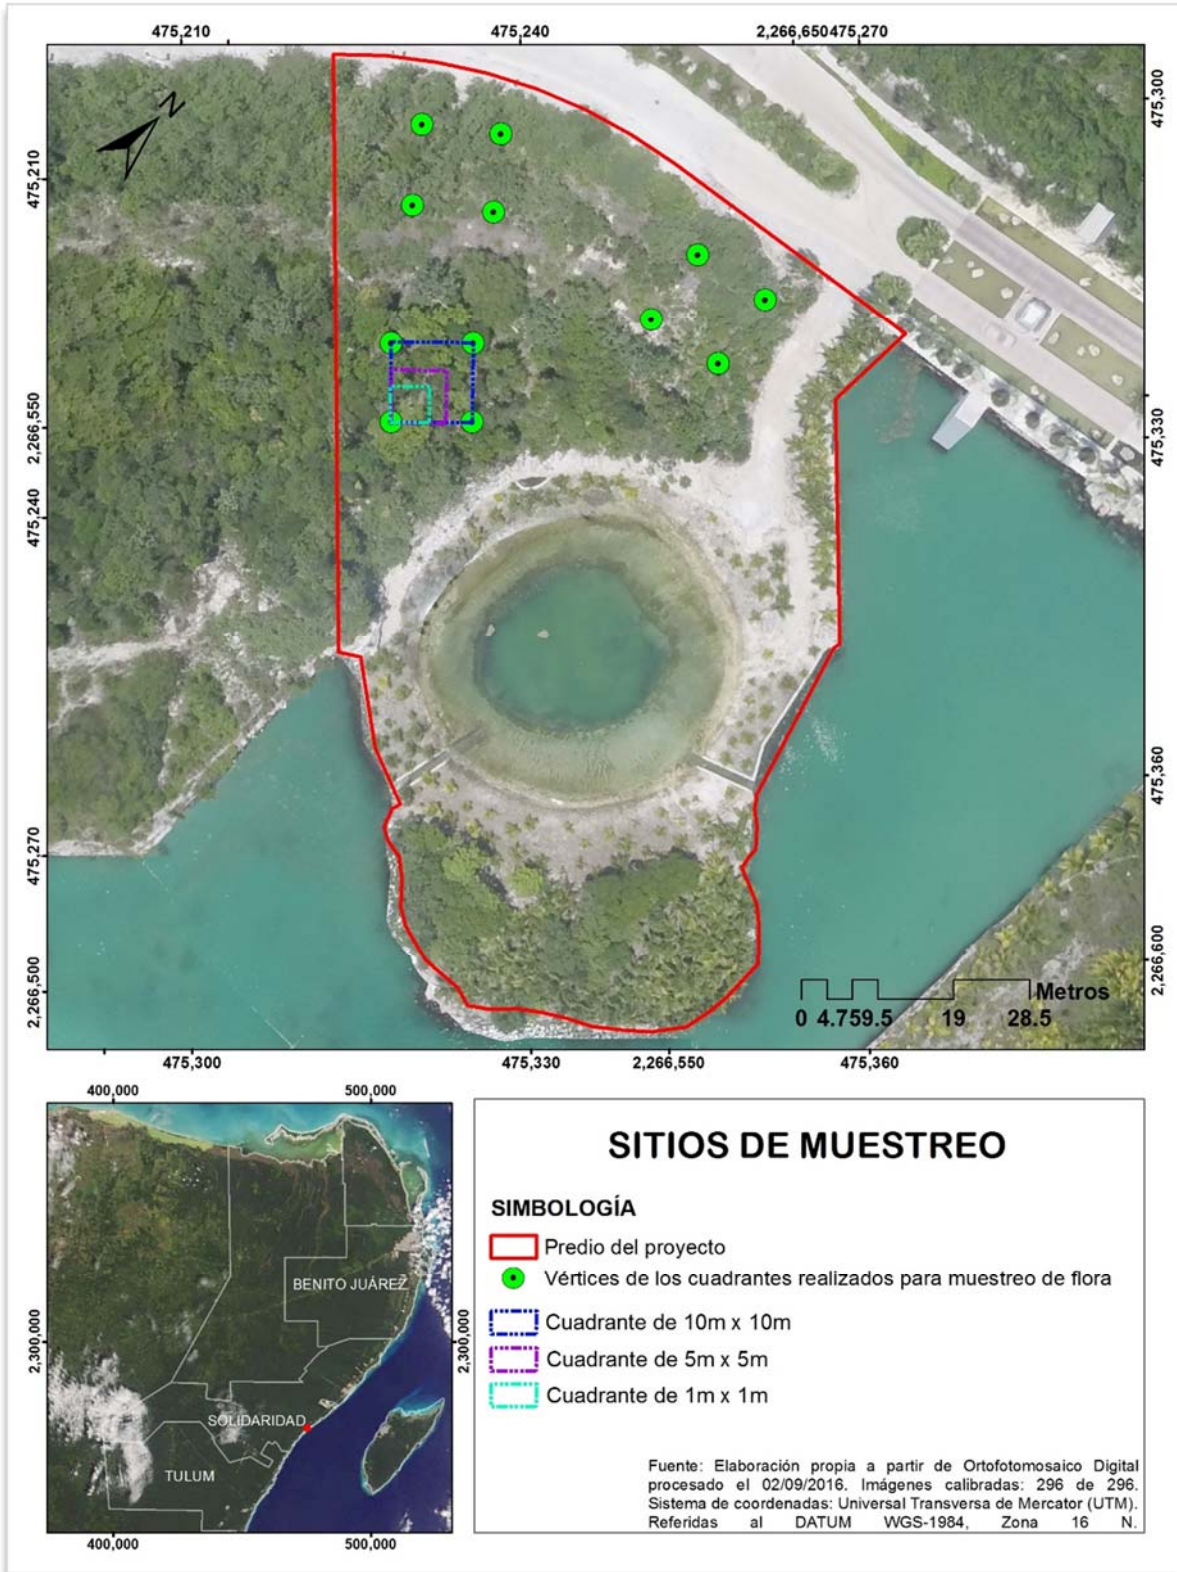 475,210
475,240
2,266,650
475,270
475,300
N
475,210
2,266,550
475,330
475,240
475,360
475,270
2,266,600
2,266,500
Metros
0 4.75 9.5 19 28.5
475,300
475,330
2,266,550
475,360
400,000
500,000
BENITO JUÁREZ
2,300,000
2,300,000
SOLIDARIDAD
TULUM
400,000
500,000
SITIOS DE MUESTREO
SIMBOLOGÍA
Predio del proyecto
Vértices de los cuadrantes realizados para muestreo de flora
Cuadrante de 10m x 10m
Cuadrante de 5m x 5m
Cuadrante de 1m x 1m
Fuente: Elaboración propia a partir de Ortofotomosaico Digital
procesado el 02/09/2016. Imágenes calibradas: 296 de 296.
Sistema de coordenadas: Universal Transversa de Mercator (UTM).
Referidas al DATUM WGS-1984, Zona 16 N.